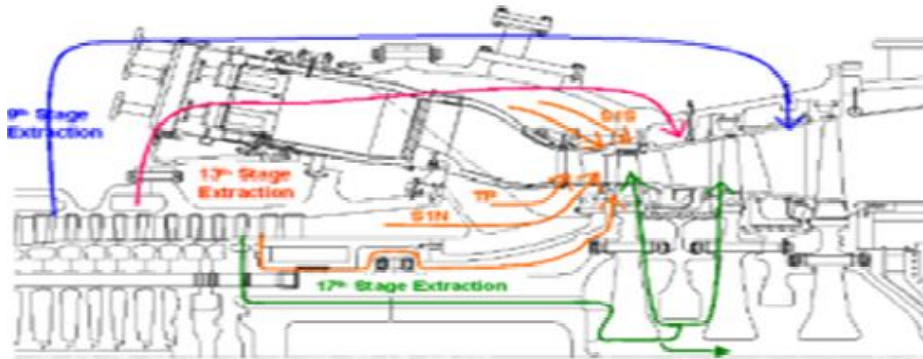 9th Stage
Extraction
13th Stage
Extraction
S1S
TP
S1N
17th Stage Extraction